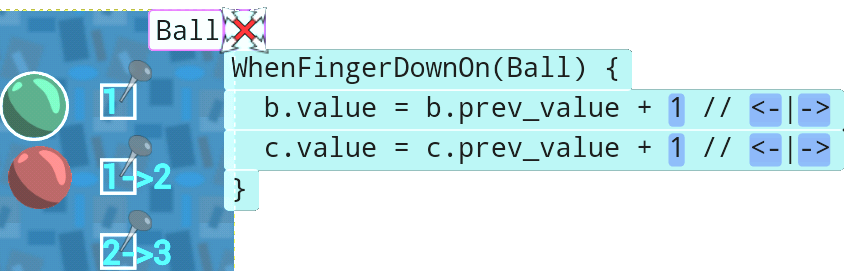 Ball
WhenFingerDownOn(Ball) {
1
b.value = b.prev_value + 1 // <-|->
c.value = c.prev_value + 1 // <-|->
1->2
}
2->3